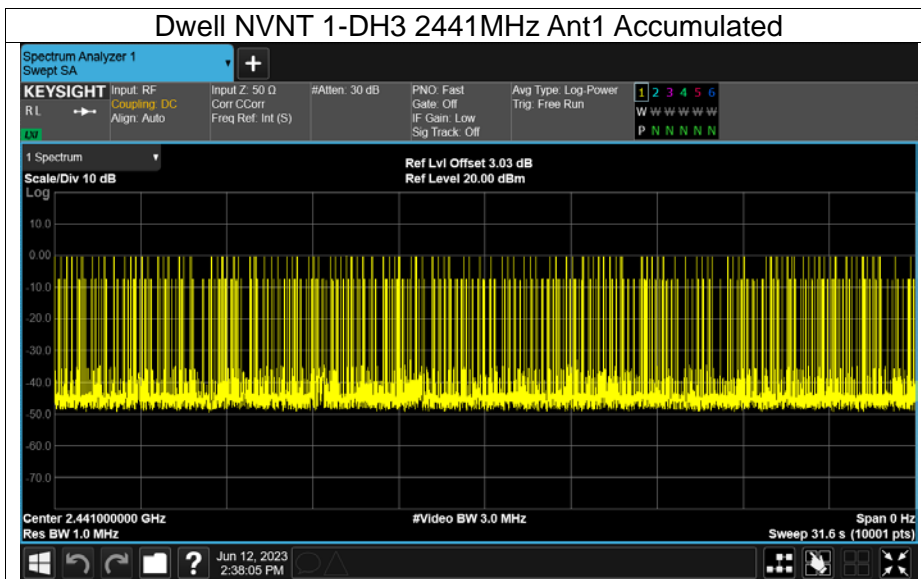 Dwell NVNT 1-DH3 2441MHz Ant1 Accumulated
Spectrum Analyzer 1
Swept SA
+
KEYSIGHT Input: RF Input Z: 50 Ω #Atten: 30 dB PNO: Fast Avg Type: Log-Power 1 2 3 4 5 6
R L Coupling: DC Corr CCorr Gate: Off Trig: Free Run
Align: Auto Freq Ref: Int (S) IF Gain: Low W W W W W W
LXI Sig Track: Off P N N N N N
1 Spectrum
Ref Lvl Offset 3.03 dB
Scale/Div 10 dB Ref Level 20.00 dBm
Log
10.0
0.00
-10.0
-20.0
-30.0
-40.0
-50.0
-60.0
-70.0
Center 2.441000000 GHz #Video BW 3.0 MHz Span 0 Hz
Res BW 1.0 MHz Sweep 31.6 s (10001 pts)
? Jun 12, 2023
2:38:05 PM